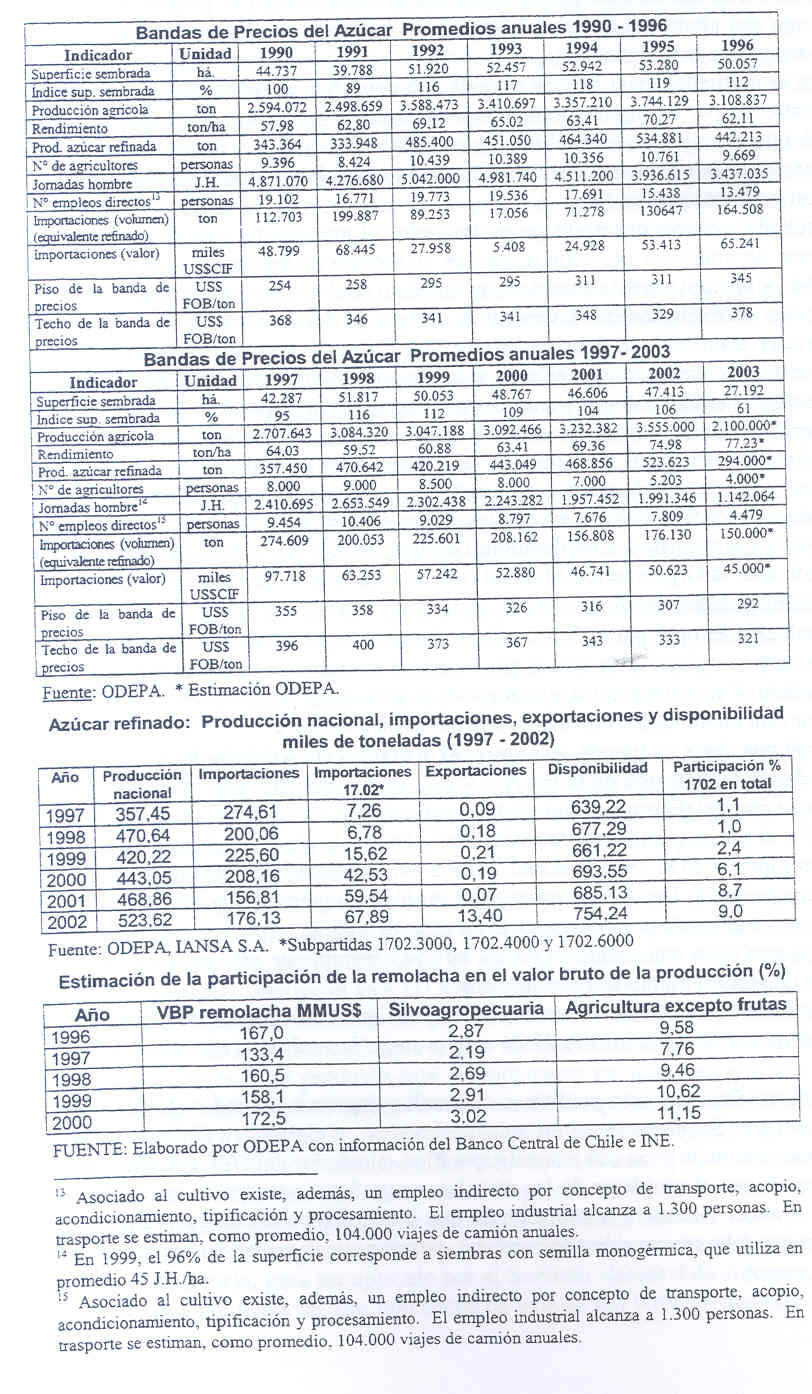 Bandas de Precios del Azúcar Promedios anuales 1990 - 1996
Indicador Unidad 1990 1991 1992 1993 1994 1995 1996
Superficie sembrada há. 44.737 39.788 51.920 52.457 52.942 53.280 50.057
Indice sup. sembrada % 100 89 116 117 118 119 112
Producción agrícola ton 2.594.072 2.498.659 3.588.473 3.410.697 3.357.210 3.744.129 3.108.837
Rendimiento ton/ha 57,98 62,80 69,12 65,02 63,41 70,27 62,11
Prod. azúcar refinada ton 343.364 333.948 485.400 451.050 464.340 534.881 442.213
Nº de agricultores personas 9.396 8.424 10.439 10.389 10.356 10.761 9.669
Jornadas hombre J.H. 4.871.070 4.276.680 5.042.000 4.981.740 4.511.200 3.936.615 3.437.035
Nº empleos directos13 personas 19.102 16.771 19.773 19.536 17.691 15.438 13.479
Importaciones (volumen) ton 112.703 199.887 89.253 17.056 71.278 130647 164.508
(equivalente refinado)
importaciones (valor) miles 48.799 68.445 27.958 5.408 24.928 53.413 65.241
US$CIF
Piso de la banda de US$ 254 258 295 295 311 311 345
precios FOB/ton
Techo de la banda de US$ 368 346 341 341 348 329 378
precios FOB/ton
Bandas de Precios del Azúcar Promedios anuales 1997- 2003
Indicador Unidad 1997 1998 1999 2000 2001 2002 2003
Superficie sembrada há. 42.287 51.817 50.053 48.767 46.606 47.413 27.192
Indice sup. sembrada % 95 116 112 109 104 106 61
Producción agrícola ton 2.707.643 3.084.320 3.047.188 3.092.466 3.232.382 3.555.000 2.100.000*
Rendimiento ton/ha 64.03 59.52 60.88 63.41 69.36 74.98 77.23*
Prod. azúcar refinada ton 357.450 470.642 420.219 443.049 468.856 523.623 294.000*
Nº de agricultores personas 8.000 9.000 8.500 8.000 7.000 5.203 4.000*
Jornadas hombre14 J.H. 2.410.695 2.653.549 2.302.438 2.243.282 1.957.452 1.991.346 1.142.064
Nº empleos directos15 personas 9.454 10.406 9.029 8.797 7.676 7.809 4.479
Importaciones (volumen) ton 274.609 200.053 225.601 208.162 156.808 176.130 150.000*
(equivalente refinado)
Importaciones (valor) miles 97.718 63.253 57.242 52.880 46.741 50.623 45.000*
US$CIF
Piso de la banda de US$ 355 358 334 326 316 307 292
precios FOB/ton
Techo de la banda de US$ 396 400 373 367 343 333 321
precios FOB/ton
Fuente: ODEPA. * Estimación ODEPA.
Azúcar refinado: Producción nacional, importaciones, exportaciones y disponibilidad
miles de toneladas (1997 - 2002)
Año Producción Importaciones Importaciones Exportaciones Disponibilidad Participación %
nacional 17.02* 1702 en total
1997 357,45 274,61 7,26 0,09 639,22 1,1
1998 470,64 200,06 6,78 0,18 677,29 1,0
1999 420,22 225,60 15,62 0,21 661,22 2,4
2000 443,05 208,16 42,53 0,19 693,55 6,1
2001 468,86 156,81 59,54 0,07 685,13 8,7
2002 523,62 176,13 67,89 13,40 754,24 9,0
Fuente: ODEPA, IANSA S.A. *Subpartidas 1702.3000, 1702.4000 y 1702.6000
Estimación de la participación de la remolacha en el valor bruto de la producción (%)
Año VBP remolacha MMUS$ Silvoagropecuaria Agricultura excepto frutas
1996 167,0 2,87 9,58
1997 133,4 2,19 7,76
1998 160,5 2,69 9,46
1999 158,1 2,91 10,62
2000 172,5 3,02 11,15
FUENTE: Elaborado por ODEPA con información del Banco Central de Chile e INE.
13 Asociado al cultivo existe, además, un empleo indirecto por concepto de transporte, acopio,
acondicionamiento, tipificación y procesamiento. El empleo industrial alcanza a 1.300 personas. En
trasporte se estiman, como promedio, 104.000 viajes de camión anuales.
14 En 1999, el 96% de la superficie corresponde a siembras con semilla monogérmica, que utiliza en
promedio 45 J.H./ha.
15 Asociado al cultivo existe, además, un empleo indirecto por concepto de transporte, acopio,
acondicionamiento, tipificación y procesamiento. El empleo industrial alcanza a 1.300 personas. En
trasporte se estiman, como promedio, 104.000 viajes de camión anuales.